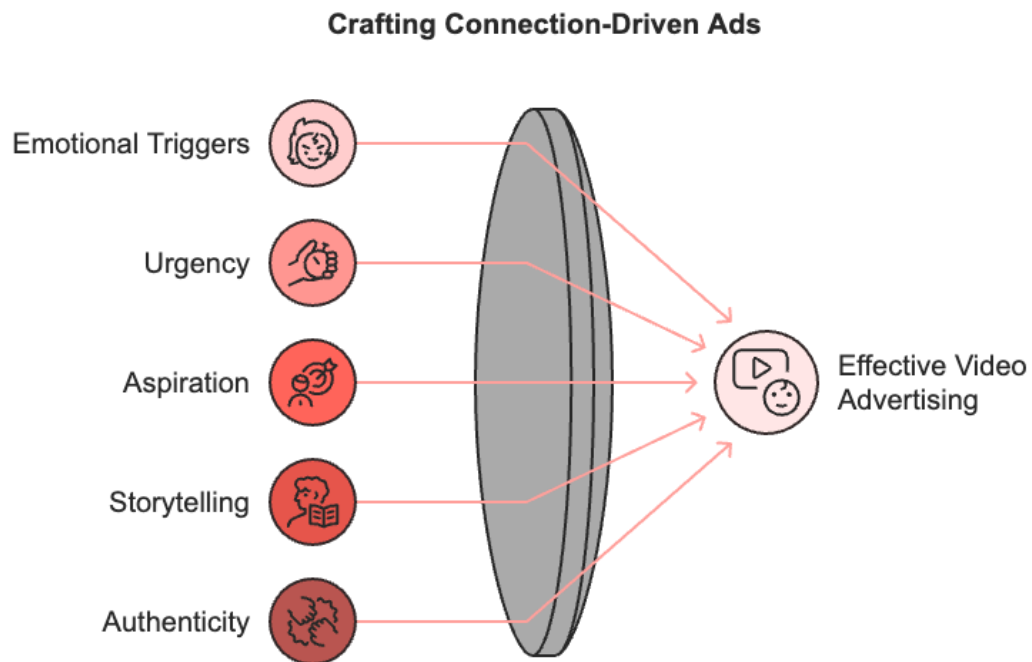 Crafting Connection-Driven Ads
Emotional Triggers
Urgency
Aspiration
Storytelling
Authenticity
Effective Video
Advertising